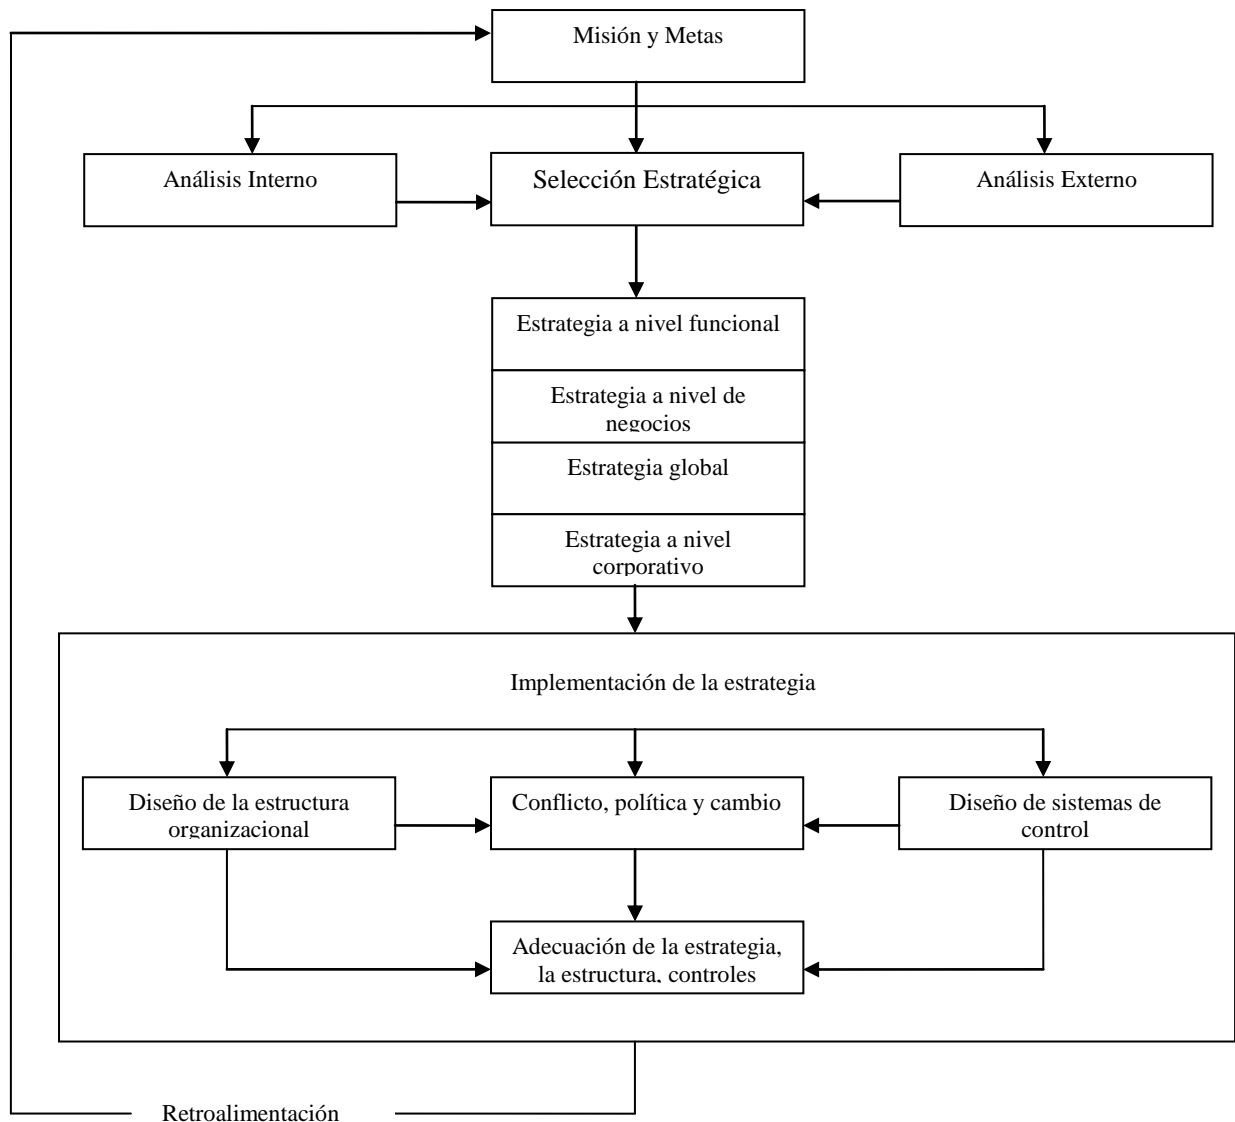 Misión y Metas
Análisis Interno
Selección Estratégica
Análisis Externo
Estrategia a nivel funcional
Estrategia a nivel de
negocios
Estrategia global
Estrategia a nivel
corporativo
Implementación de la estrategia
Diseño de la estructura
organizacional
Conflicto, política y cambio
Diseño de sistemas de
control
Adecuación de la estrategia,
la estructura, controles
Retroalimentación